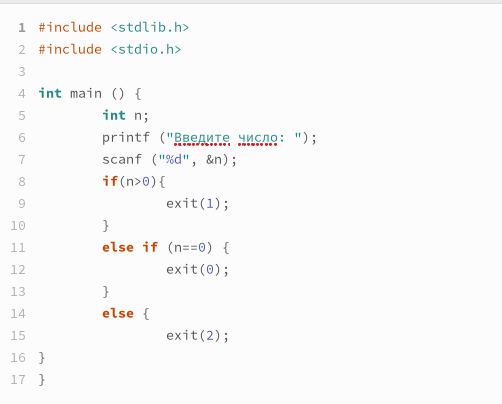 1 #include <stdlib.h>
2 #include <stdio.h>
3
4 int main () {
5 int n;
6 printf ("Введите число: ");
7 scanf ("%d", &n);
8 if(n>0){
9 exit(1);
10 }
11 else if (n==0) {
12 exit(0);
13 }
14 else {
15 exit(2);
16 }
17 }